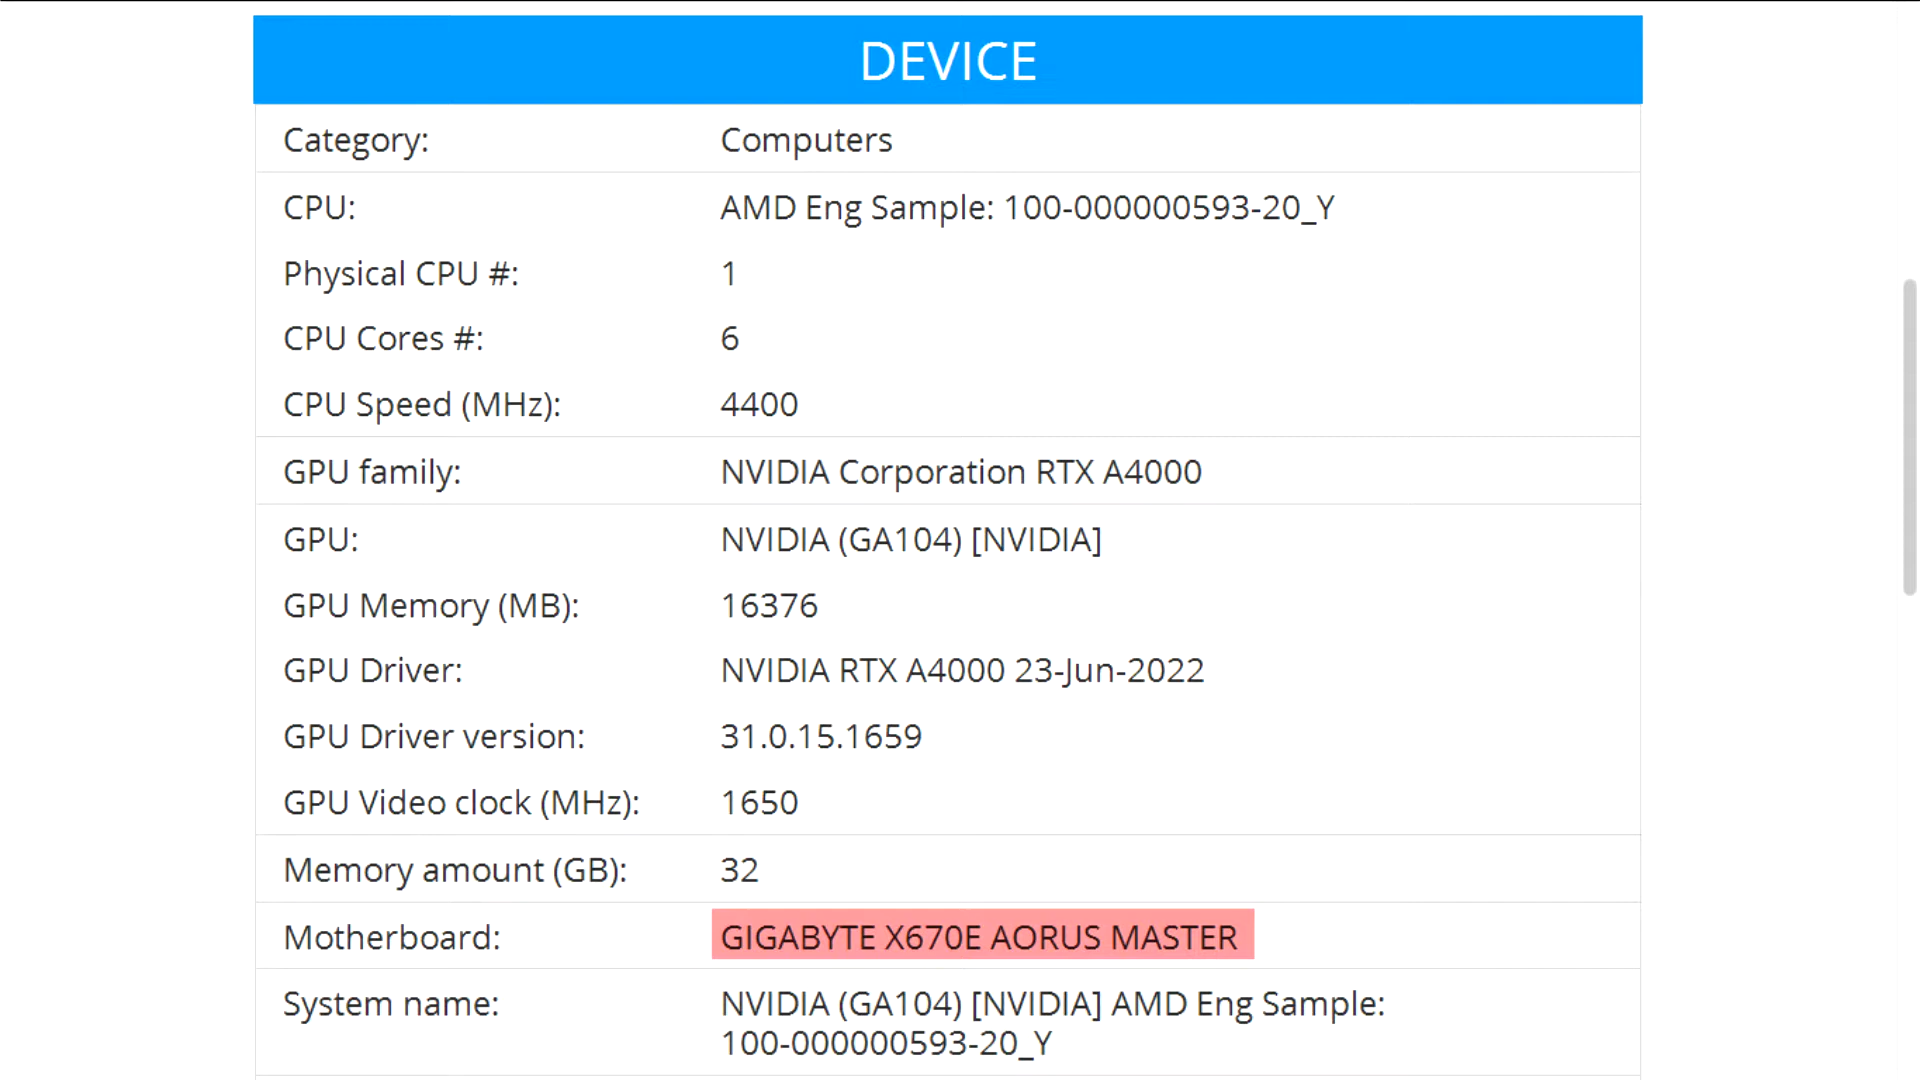 DEVICE
Category: Computers
CPU: AMD Eng Sample: 100-000000593-20_Y
Physical CPU #: 1
CPU Cores #: 6
CPU Speed (MHz): 4400
GPU family: NVIDIA Corporation RTX A4000
GPU: NVIDIA (GA104) [NVIDIA]
GPU Memory (MB): 16376
GPU Driver: NVIDIA RTX A4000 23-Jun-2022
GPU Driver version: 31.0.15.1659
GPU Video clock (MHz): 1650
Memory amount (GB): 32
Motherboard: GIGABYTE X670E AORUS MASTER
System name: NVIDIA (GA104) [NVIDIA] AMD Eng Sample:
100-000000593-20_Y